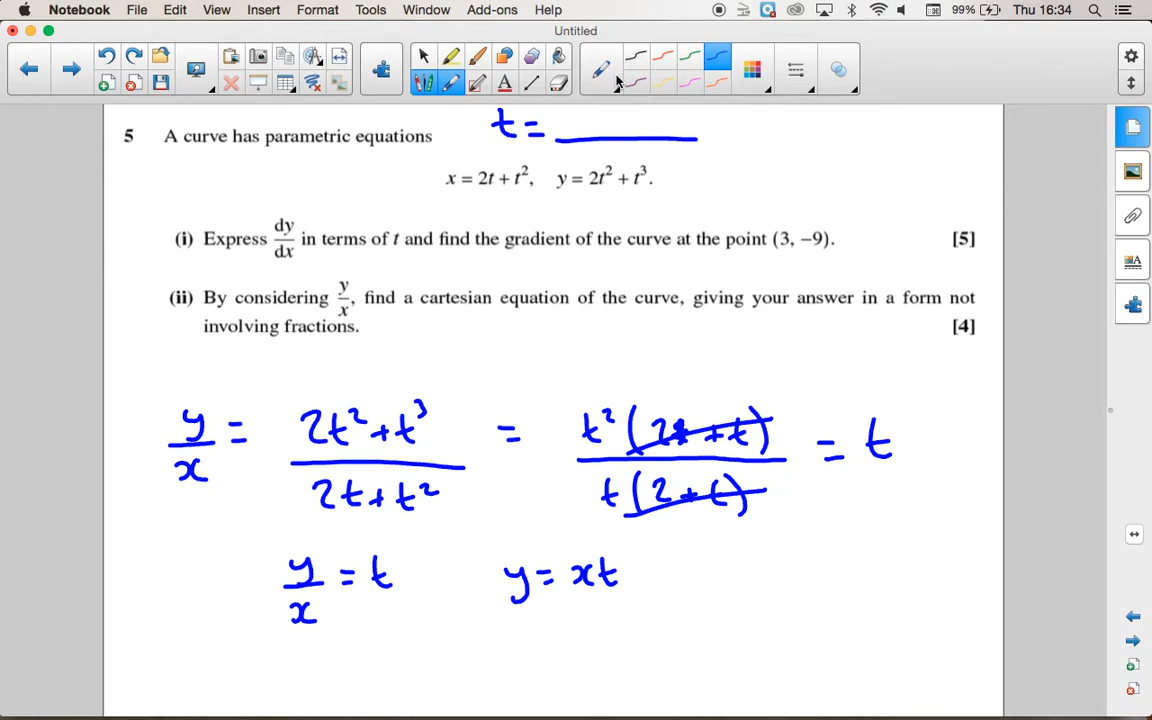 Notebook File Edit View Insert Format Tools Window Add-ons Help 99% Thu 16:34
Untitled
t = ________
5 A curve has parametric equations
x = 2t + t², y = 2t² + t³.
(i) Express dy/dx in terms of t and find the gradient of the curve at the point (3, −9). [5]
(ii) By considering y/x, find a cartesian equation of the curve, giving your answer in a form not
involving fractions. [4]
y/x = (2t² + t³)/(2t + t²) = t²(2+t)/t(2+t) = t
y/x = t y = xt